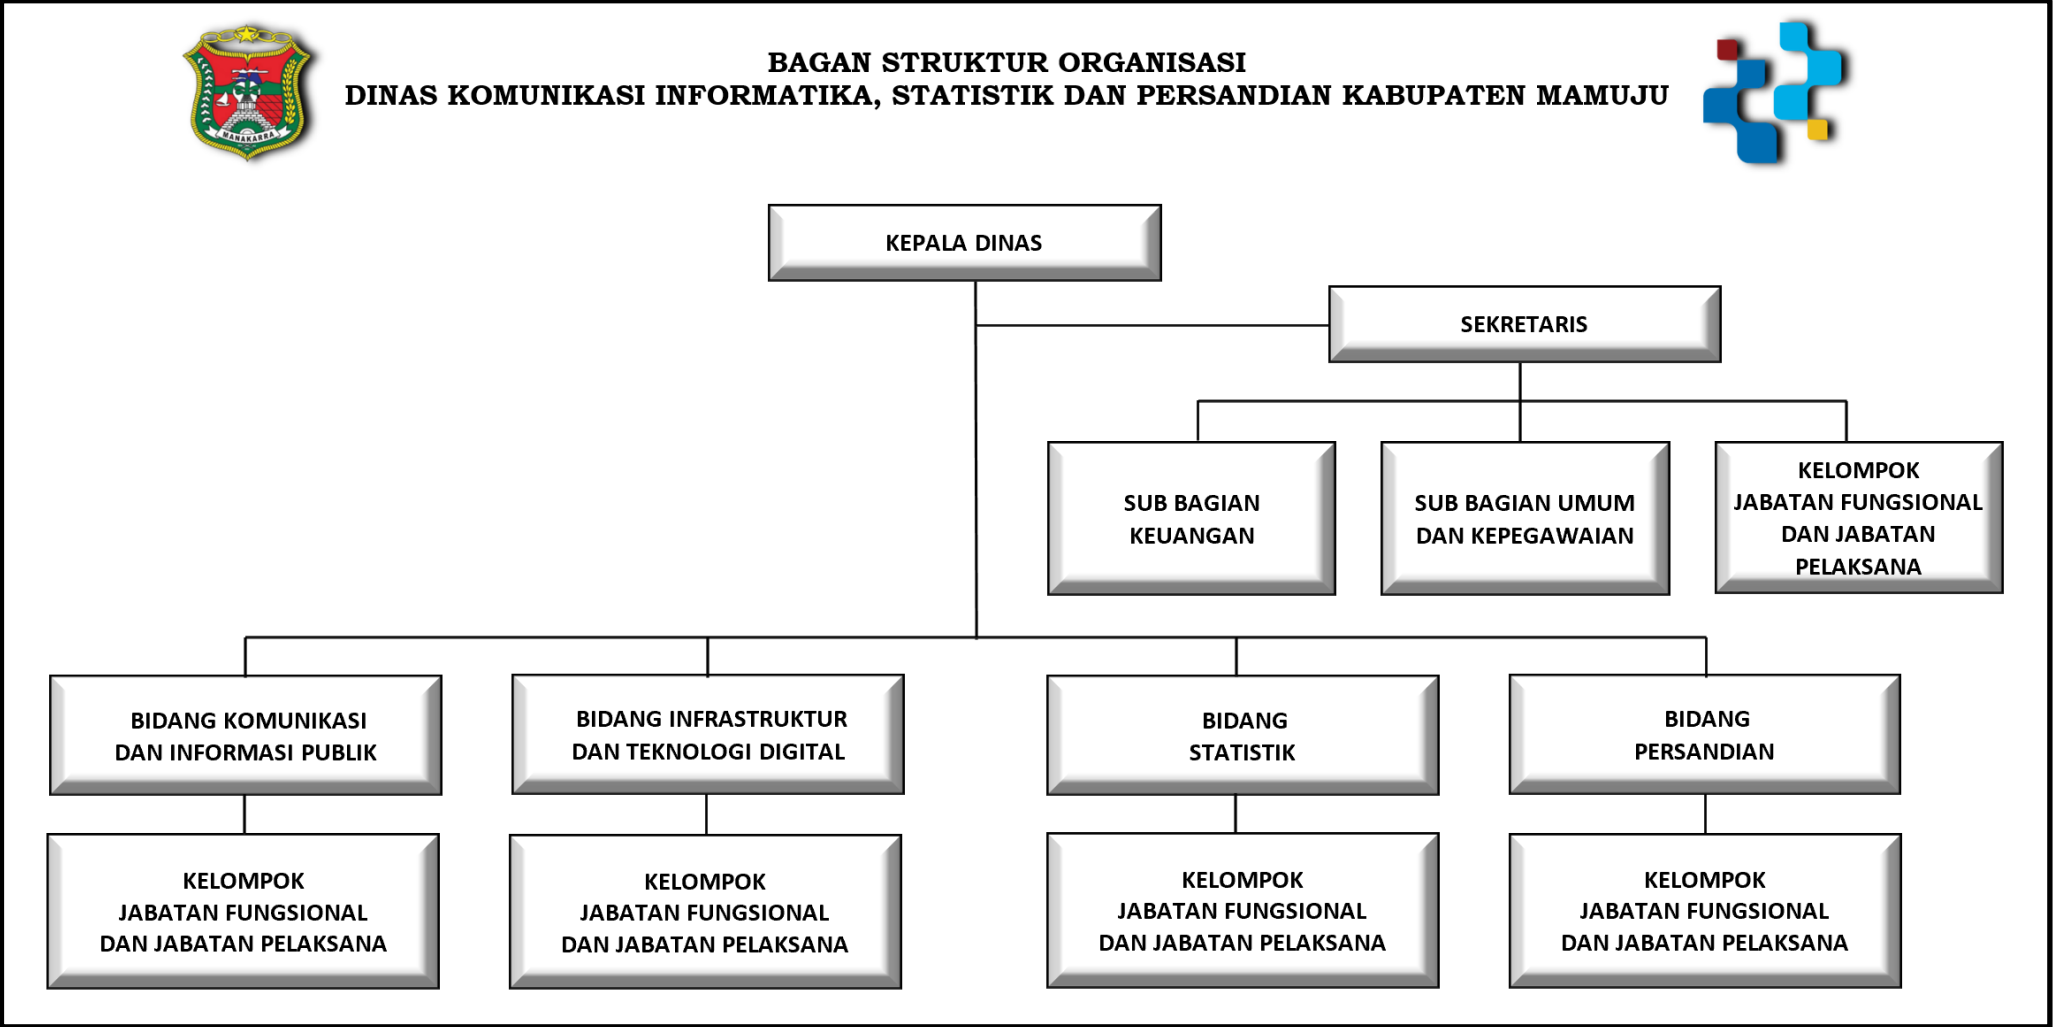 BAGAN STRUKTUR ORGANISASI
DINAS KOMUNIKASI INFORMATIKA, STATISTIK DAN PERSANDIAN KABUPATEN MAMUJU
MANAKARRA
KEPALA DINAS
SEKRETARIS
SUB BAGIAN
KEUANGAN
SUB BAGIAN UMUM
DAN KEPEGAWAIAN
KELOMPOK
JABATAN FUNGSIONAL
DAN JABATAN
PELAKSANA
BIDANG KOMUNIKASI
DAN INFORMASI PUBLIK
BIDANG INFRASTRUKTUR
DAN TEKNOLOGI DIGITAL
BIDANG
STATISTIK
BIDANG
PERSANDIAN
KELOMPOK
JABATAN FUNGSIONAL
DAN JABATAN PELAKSANA
KELOMPOK
JABATAN FUNGSIONAL
DAN JABATAN PELAKSANA
KELOMPOK
JABATAN FUNGSIONAL
DAN JABATAN PELAKSANA
KELOMPOK
JABATAN FUNGSIONAL
DAN JABATAN PELAKSANA